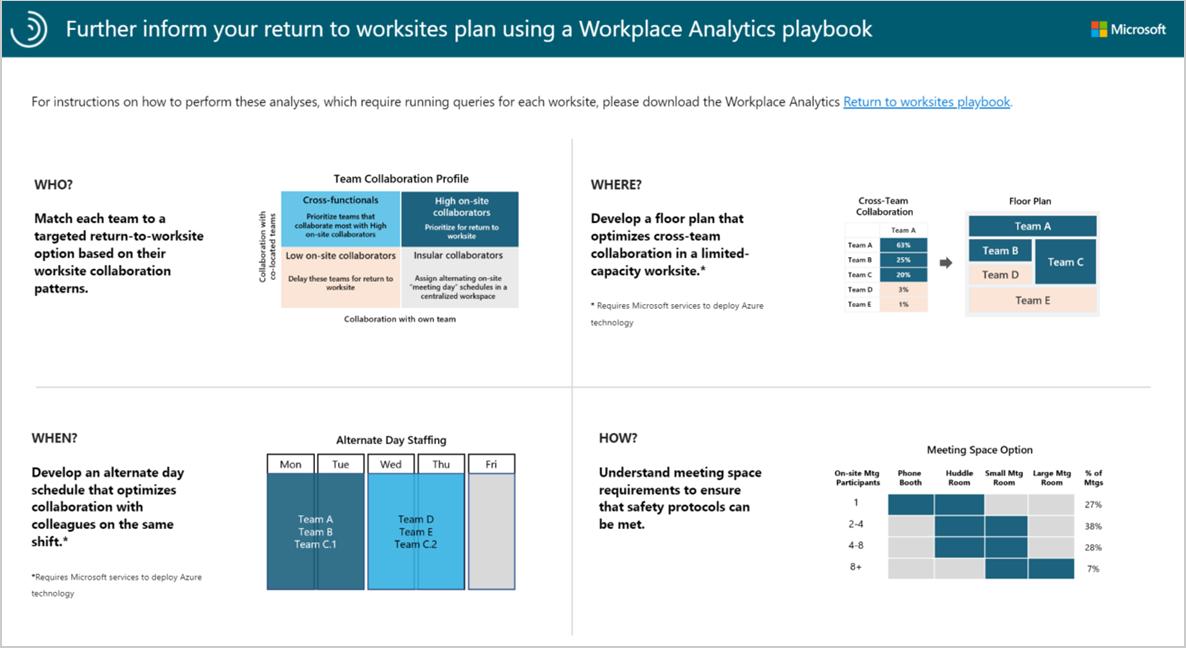 Further inform your return to worksites plan using a Workplace Analytics playbook
Microsoft
For instructions on how to perform these analyses, which require running queries for each worksite, please download the Workplace Analytics Return to worksites playbook.
WHO?
Match each team to a
targeted return-to-worksite
option based on their
worksite collaboration
patterns.
Team Collaboration Profile
Collaboration with
co-located teams
Cross-functionals
Prioritize teams that
collaborate most with High
on-site collaborators
High on-site
collaborators
Prioritize for return to
worksite
Low on-site collaborators
Delay these teams for return to
worksite
Insular collaborators
Assign alternating on-site
"meeting day" schedules in a
centralized workspace
Collaboration with own team
WHERE?
Develop a floor plan that
optimizes cross-team
collaboration in a limited-
capacity worksite.*
* Requires Microsoft services to deploy Azure
technology
Cross-Team
Collaboration
Team A
Team A 63%
Team B 25%
Team C 20%
Team D 3%
Team E 1%
Floor Plan
Team A
Team B
Team C
Team D
Team E
WHEN?
Develop an alternate day
schedule that optimizes
collaboration with
colleagues on the same
shift.*
*Requires Microsoft services to deploy Azure
technology
Alternate Day Staffing
Mon Tue Wed Thu Fri
Team A
Team B
Team C.1
Team D
Team E
Team C.2
HOW?
Understand meeting space
requirements to ensure
that safety protocols can
be met.
Meeting Space Option
On-site Mtg
Participants
Phone
Booth
Huddle
Room
Small Mtg
Room
Large Mtg
Room
% of
Mtgs
1 27%
2-4 38%
4-8 28%
8+ 7%